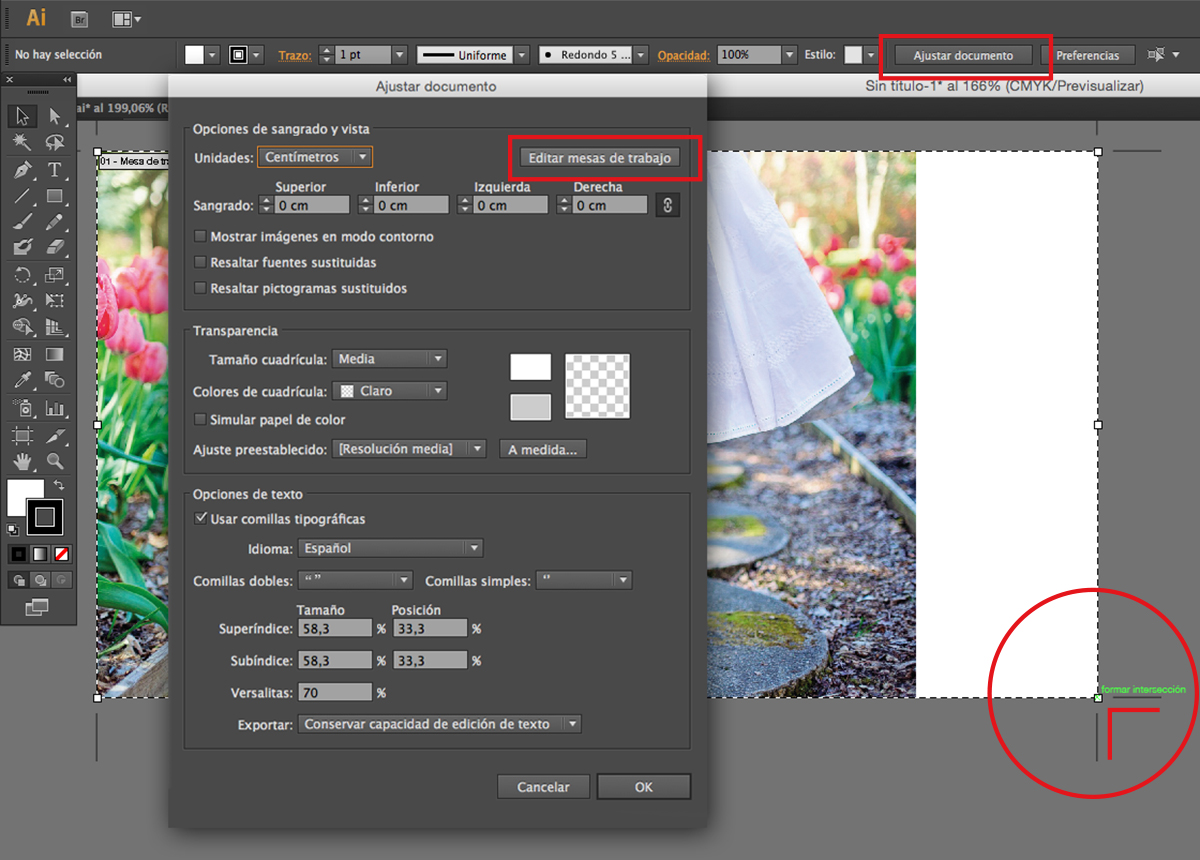 Ai Br
No hay selección Trazo: 1 pt Uniforme Redondo 5 ... Opacidad: 100% Estilo: Ajustar documento Preferencias
Ajustar documento
Sin título-1* al 166% (CMYK/Previsualizar)
ai* al 199,06% (R
01 - Mesa de tr
Opciones de sangrado y vista
Unidades: Centímetros Editar mesas de trabajo
Superior Inferior Izquierda Derecha
Sangrado: 0 cm 0 cm 0 cm 0 cm
Mostrar imágenes en modo contorno
Resaltar fuentes sustituidas
Resaltar pictogramas sustituidos
Transparencia
Tamaño cuadrícula: Media
Colores de cuadrícula: Claro
Simular papel de color
Ajuste preestablecido: [Resolución media] A medida...
Opciones de texto
Usar comillas tipográficas
Idioma: Español
Comillas dobles: “ ” Comillas simples: ‘’
Tamaño Posición
Superíndice: 58,3 % 33,3 %
Subíndice: 58,3 % 33,3 %
Versalitas: 70 %
formar intersección
Exportar: Conservar capacidad de edición de texto
Cancelar OK